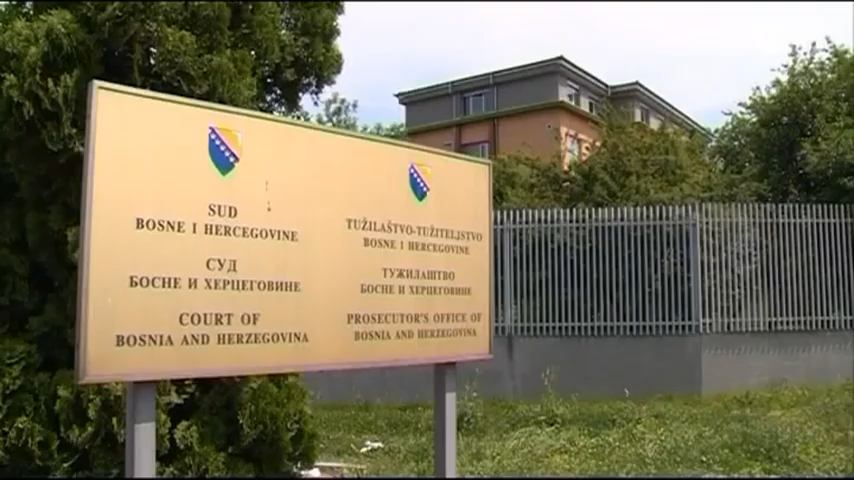 SUD
BOSNE I HERCEGOVINE
СУД
БОСНЕ И ХЕРЦЕГОВИНЕ
COURT OF
BOSNIA AND HERZEGOVINA
TUŽILAŠTVO-TUŽITELJSTVO
BOSNE I HERCEGOVINE
ТУЖИЛАШТВО
БОСНЕ И ХЕРЦЕГОВИНЕ
PROSECUTOR'S OFFICE OF
BOSNIA AND HERZEGOVINA